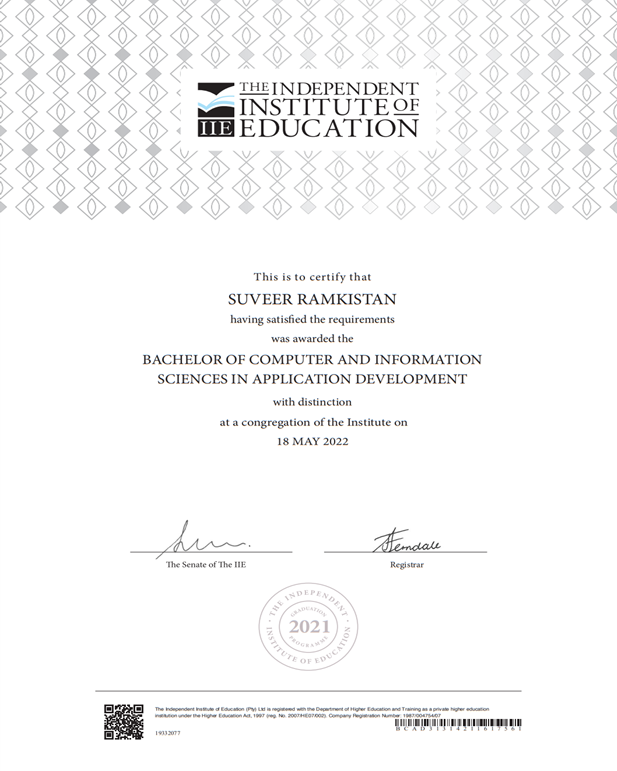 THE INDEPENDENT
INSTITUTE OF
IIE EDUCATION
This is to certify that
SUVEER RAMKISTAN
having satisfied the requirements
was awarded the
BACHELOR OF COMPUTER AND INFORMATION
SCIENCES IN APPLICATION DEVELOPMENT
with distinction
at a congregation of the Institute on
18 MAY 2022
The Senate of The IIE
Registrar
THE INDEPENDENT
GRADUATION
2021
PROGRAMME
INSTITUTE OF EDUCATION
The Independent Institute of Education (Pty) Ltd is registered with the Department of Higher Education and Training as a private higher education
institution under the Higher Education Act, 1997 (reg. No. 2007/HE07/002). Company Registration Number: 1987/004754/07
BCAD31314211617561
19332077